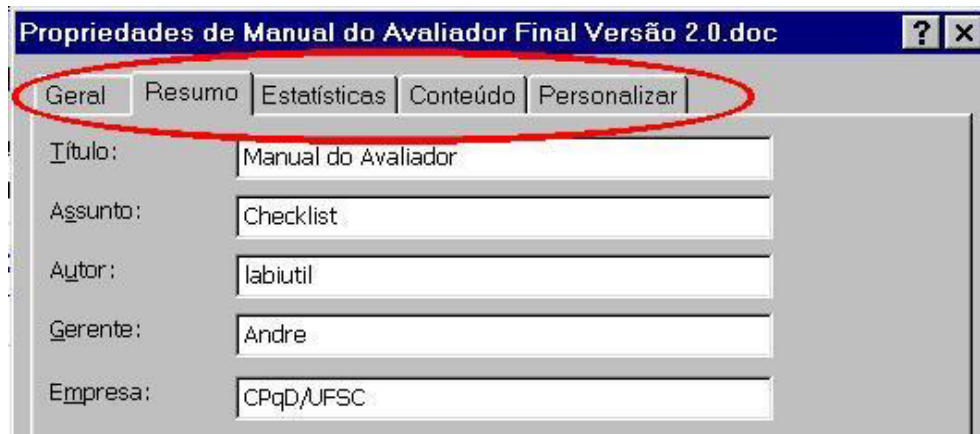 Propriedades de Manual do Avaliador Final Versão 2.0.doc ? ×
Geral Resumo Estatísticas Conteúdo Personalizar
Título: Manual do Avaliador
Assunto: Checklist
Autor: labiutil
Gerente: Andre
Empresa: CPqD/UFSC